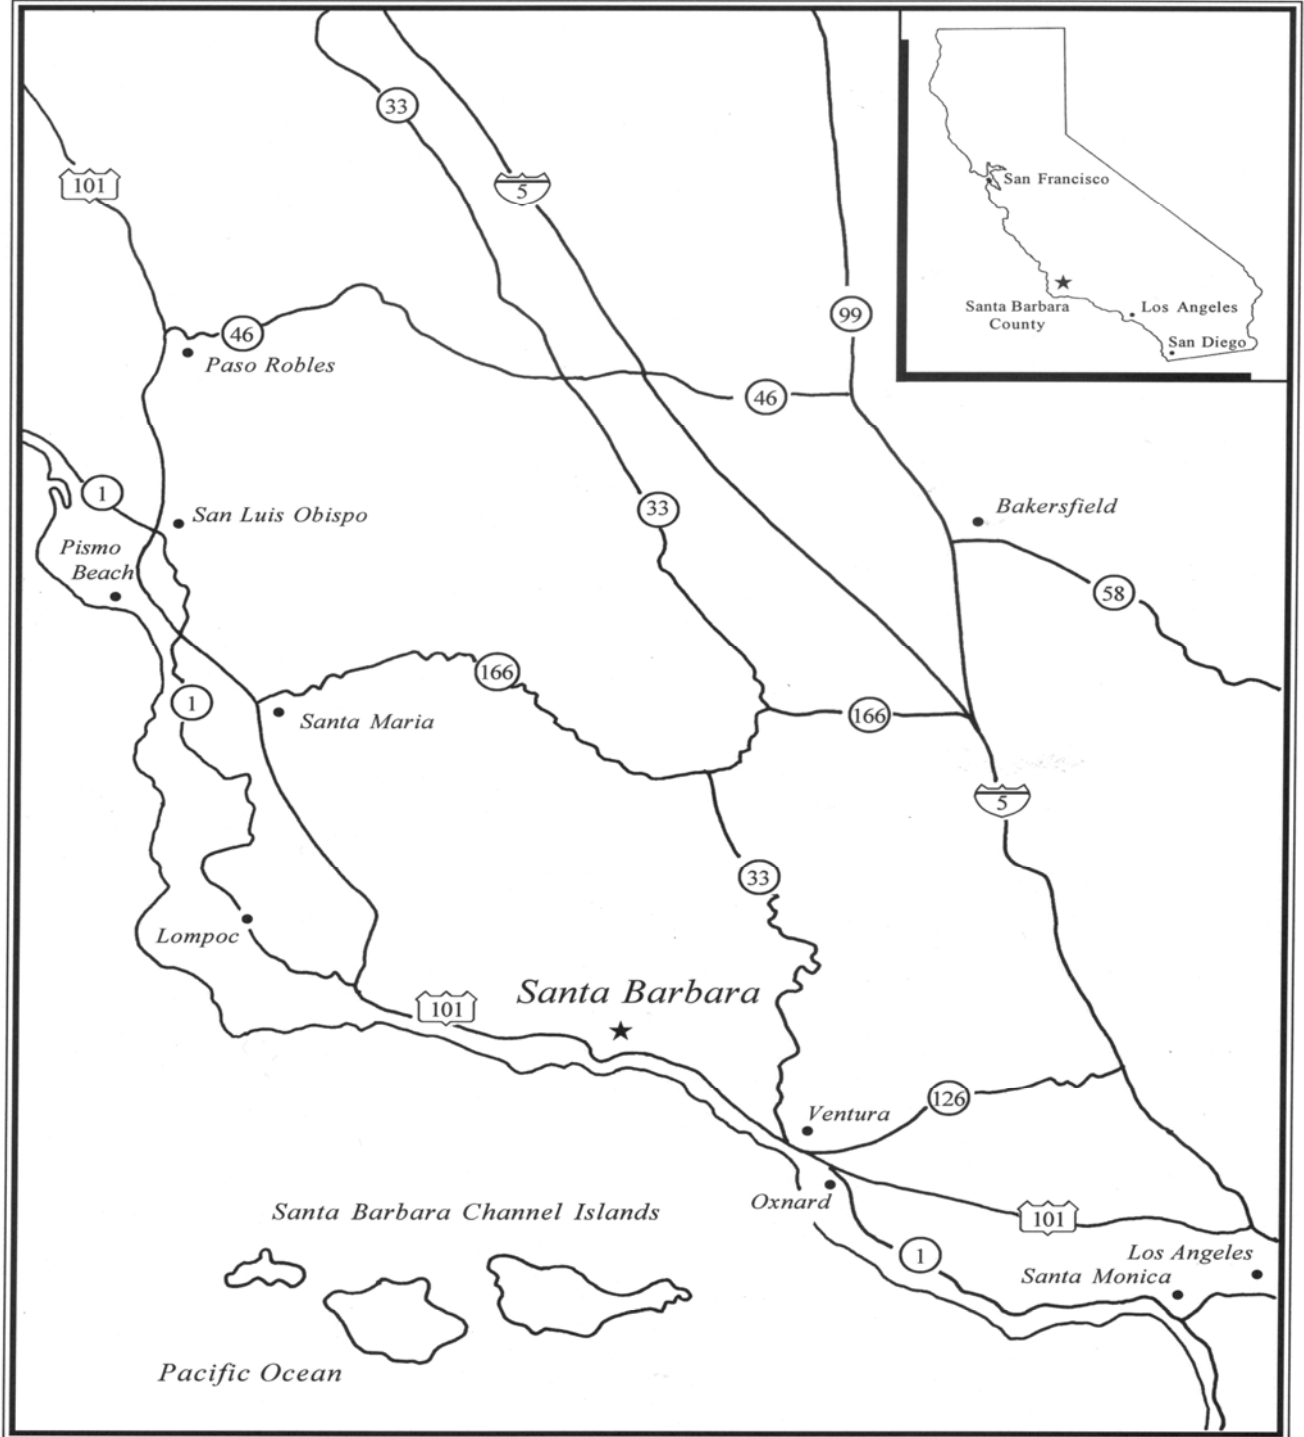 33
101
5
San Francisco
Santa Barbara
County
Los Angeles
San Diego
99
46
Paso Robles
46
1
San Luis Obispo
33
Bakersfield
Pismo
Beach
58
166
1
Santa Maria
166
5
33
Lompoc
Santa Barbara
101
126
Ventura
Oxnard
Santa Barbara Channel Islands
101
1
Los Angeles
Santa Monica
Pacific Ocean